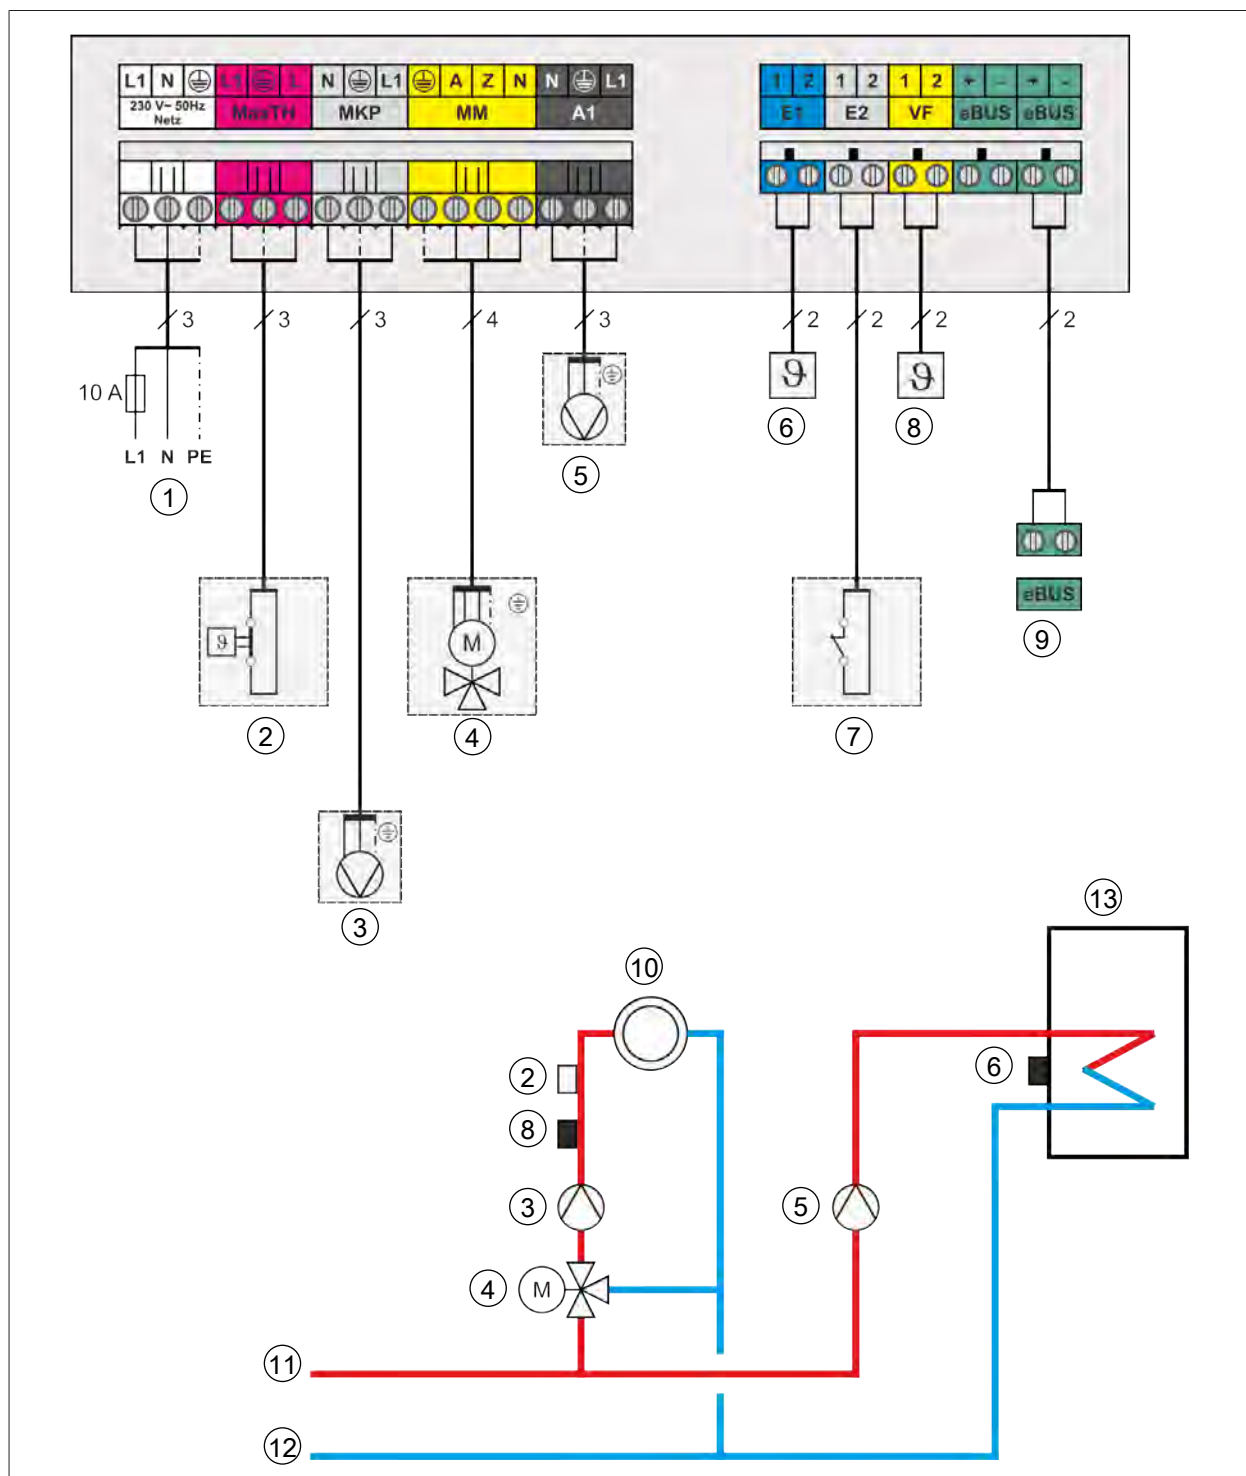 L1 N L1 L N L1 A Z N N L1 1 2 1 2 1 2 + - + -
230 V~ 50Hz
Netz MaxTH MKP MM A1 E1 E2 VF eBUS eBUS
3 3 3 4 3 2 2 2 2
10 A
ϑ ϑ
L1 N PE
1 5 6 8
eBUS
ϑ M
9
2 4 7
3
13
10
2 6
8
3 5
4 M
11
12